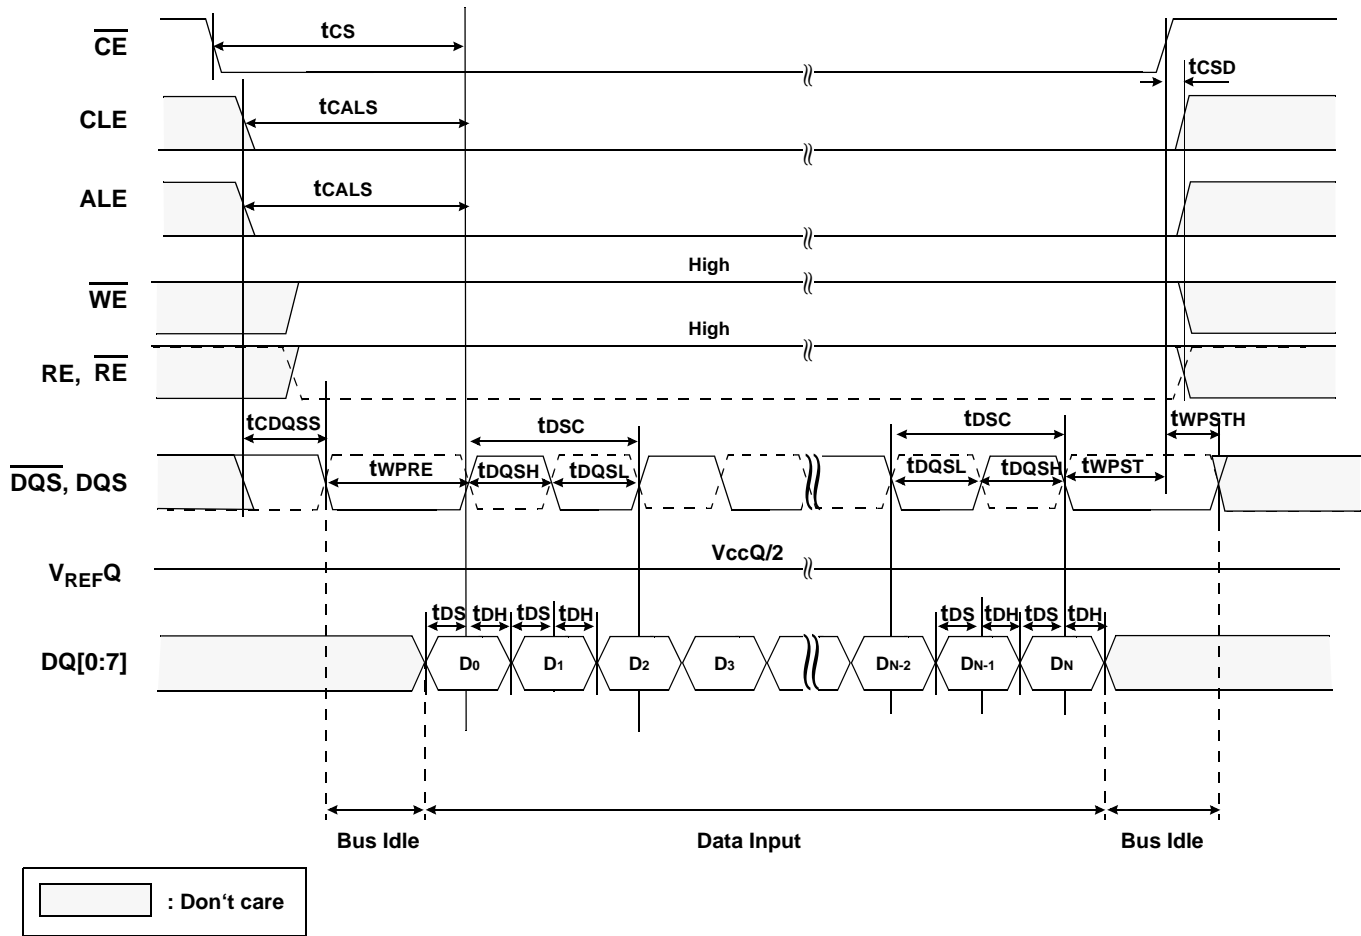 CE
tCS
tCSD
CLE
tCALS
ALE
tCALS
High
WE
High
RE, RE
tCDQSS
tDSC
tDSC
tWPSTH
DQS, DQS
tWPRE
tDQSH
tDQSL
tDQSL
tDQSH
tWPST
VccQ/2
VREFQ
tDS
tDH
tDS
tDH
tDS
tDH
tDS
tDH
DQ[0:7]
D0
D1
D2
D3
DN-2
DN-1
DN
Bus Idle
Data Input
Bus Idle
: Don't care